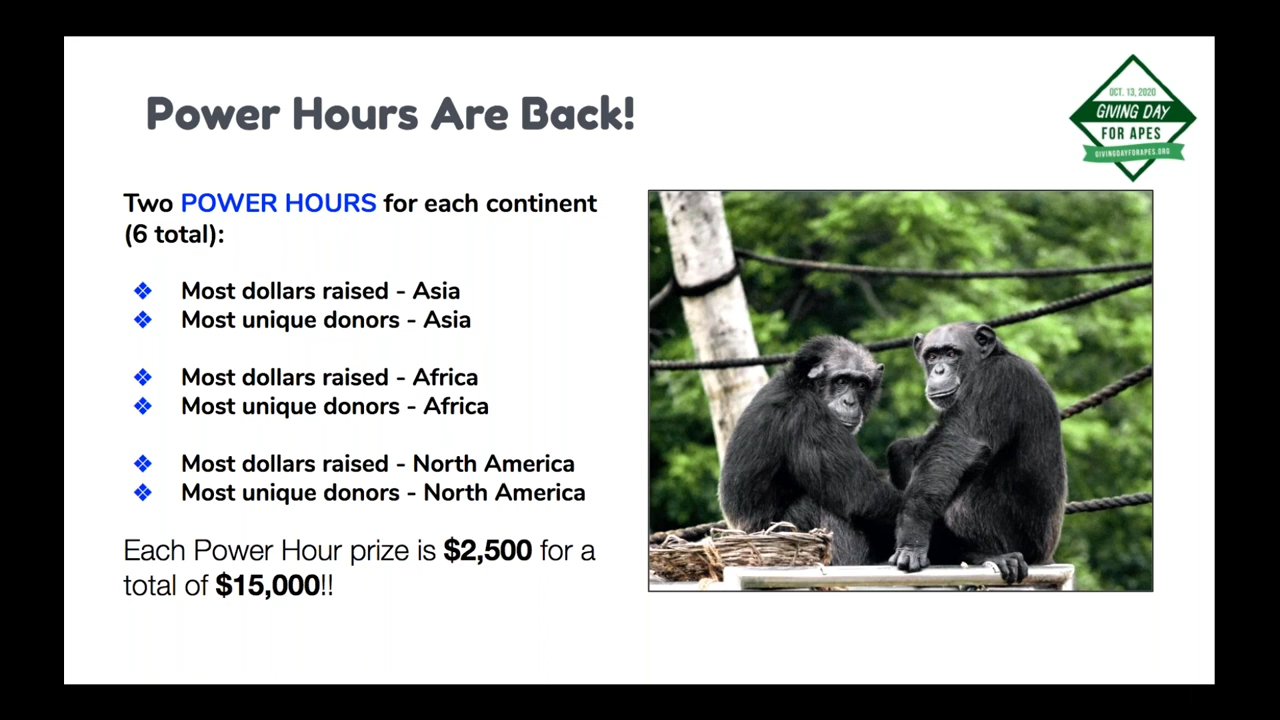 Power Hours Are Back!
OCT. 13, 2020
GIVING DAY
FOR APES
GIVINGDAYFORAPES.ORG
Two POWER HOURS for each continent
(6 total):
❖ Most dollars raised - Asia
❖ Most unique donors - Asia
❖ Most dollars raised - Africa
❖ Most unique donors - Africa
❖ Most dollars raised - North America
❖ Most unique donors - North America
Each Power Hour prize is $2,500 for a
total of $15,000!!